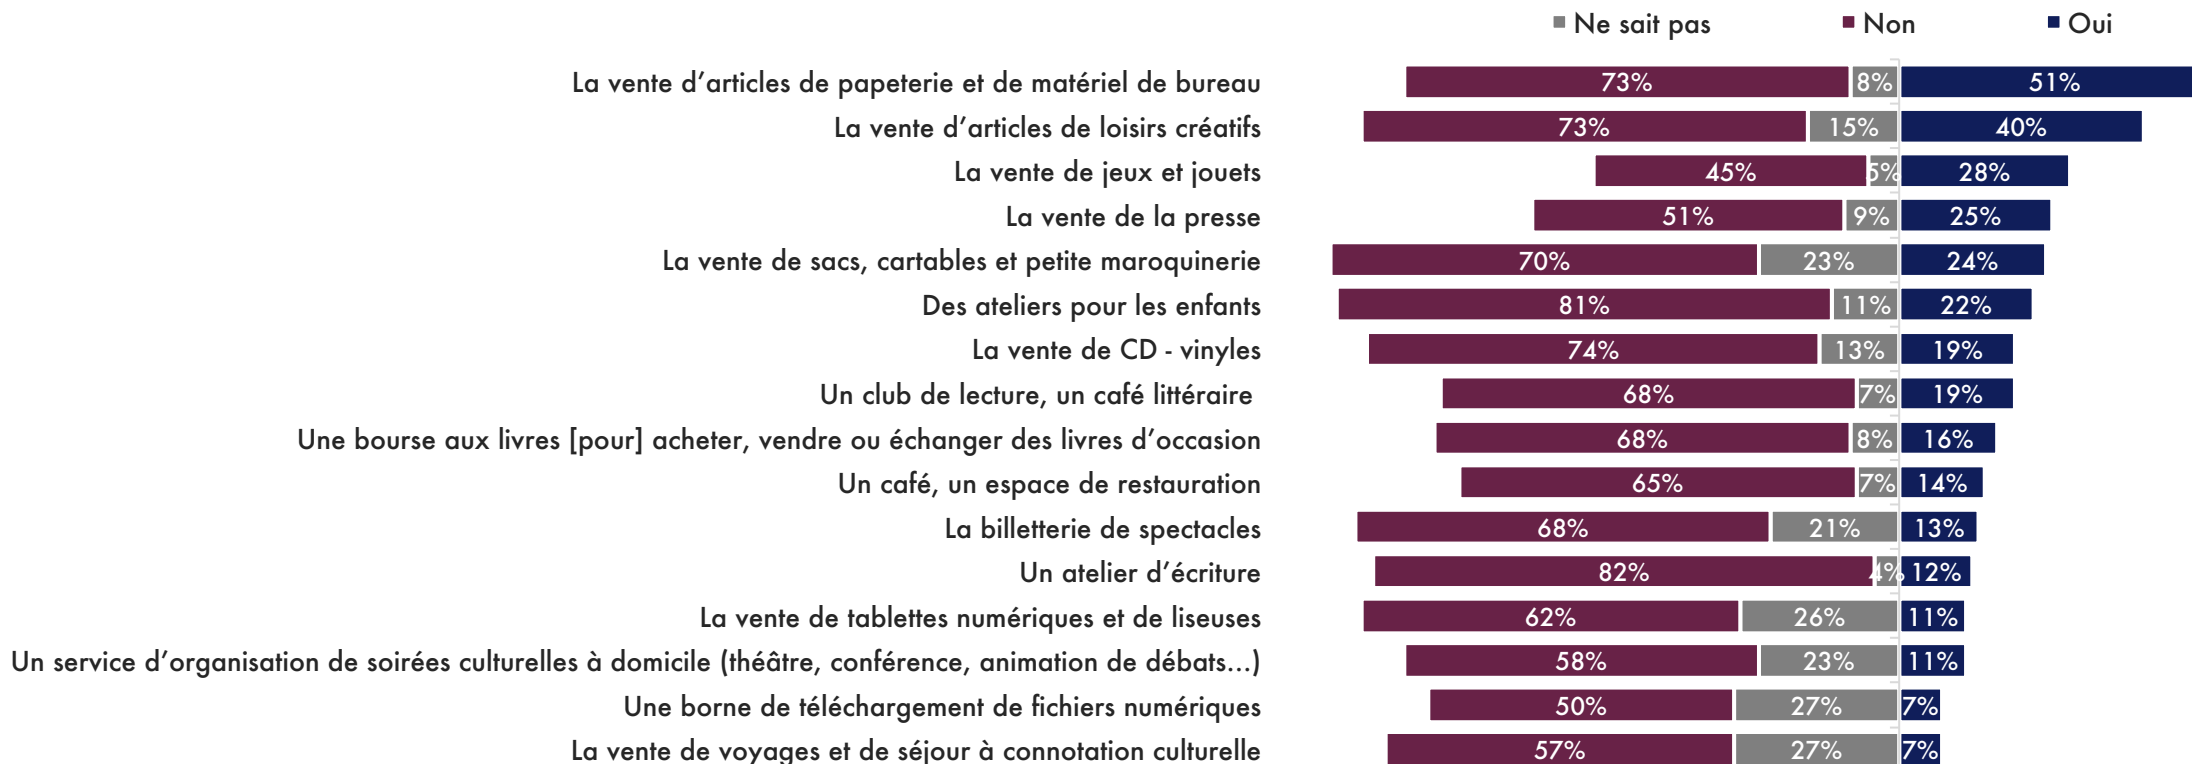 Ne sait pas Non Oui
La vente d’articles de papeterie et de matériel de bureau 73% 8% 51%
La vente d’articles de loisirs créatifs 73% 15% 40%
La vente de jeux et jouets 45% 5% 28%
La vente de la presse 51% 9% 25%
La vente de sacs, cartables et petite maroquinerie 70% 23% 24%
Des ateliers pour les enfants 81% 11% 22%
La vente de CD - vinyles 74% 13% 19%
Un club de lecture, un café littéraire 68% 7% 19%
Une bourse aux livres [pour] acheter, vendre ou échanger des livres d’occasion 68% 8% 16%
Un café, un espace de restauration 65% 7% 14%
La billetterie de spectacles 68% 21% 13%
Un atelier d’écriture 82% 4% 12%
La vente de tablettes numériques et de liseuses 62% 26% 11%
Un service d’organisation de soirées culturelles à domicile (théâtre, conférence, animation de débats...) 58% 23% 11%
Une borne de téléchargement de fichiers numériques 50% 27% 7%
La vente de voyages et de séjour à connotation culturelle 57% 27% 7%